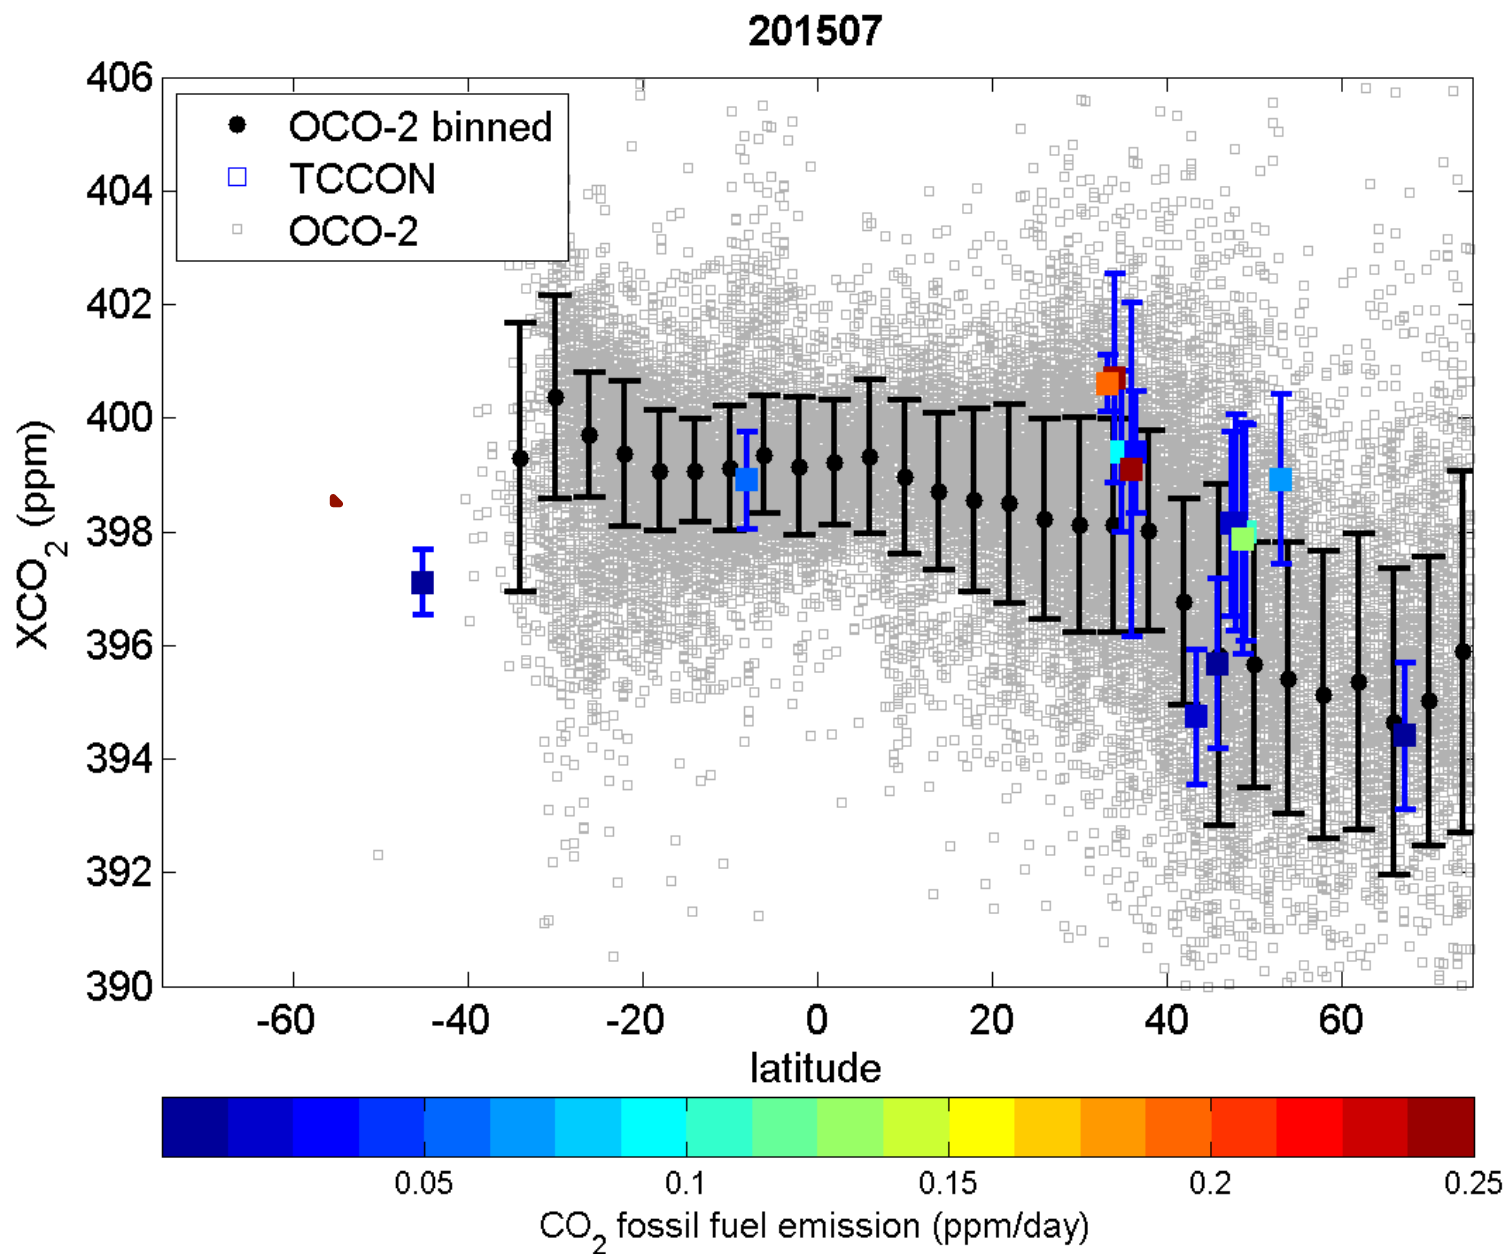 201507
406
404
402
400
398
396
394
392
390
XCO2 (ppm)
OCO-2 binned
TCCON
OCO-2
-60 -40 -20 0 20 40 60
latitude
0.05 0.1 0.15 0.2 0.25
CO2 fossil fuel emission (ppm/day)